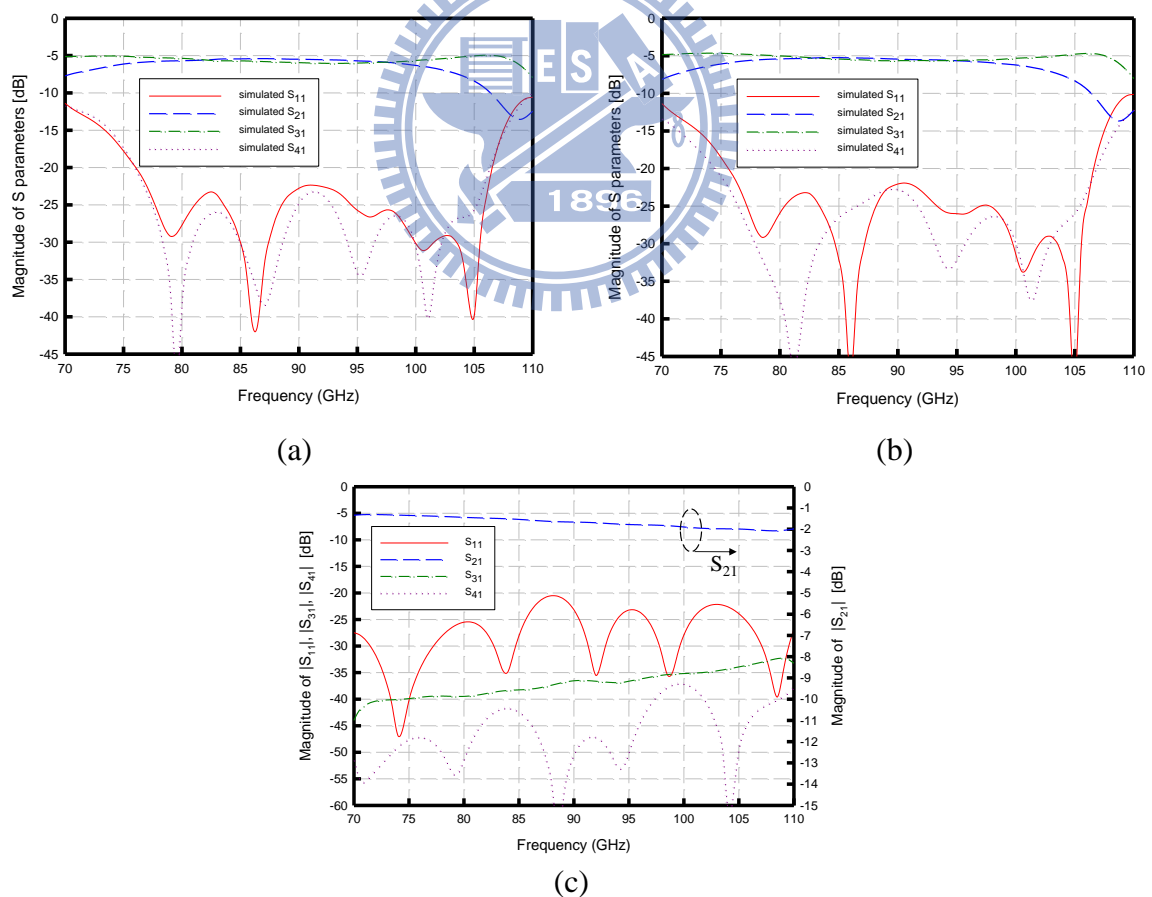 0
-5
-10
-15
-20
-25
-30
-35
-40
-45
Magnitude of S parameters [dB]
simulated S11
simulated S21
simulated S31
simulated S41
70 75 80 85 90 95 100 105 110
Frequency (GHz)
(a)
ES A
1896
0
-5
-10
-15
-20
-25
-30
-35
-40
-45
Magnitude of S parameters [dB]
simulated S11
simulated S21
simulated S31
simulated S41
70 75 80 85 90 95 100 105 110
Frequency (GHz)
(b)
0
-5
-10
-15
-20
-25
-30
-35
-40
-45
-50
-55
-60
Magnitude of |S11|, |S31|, |S41| [dB]
S11
S21
S31
S41
S21
0
-1
-2
-3
-4
-5
-6
-7
-8
-9
-10
-11
-12
-13
-14
-15
Magnitude of |S21| [dB]
70 75 80 85 90 95 100 105 110
Frequency (GHz)
(c)